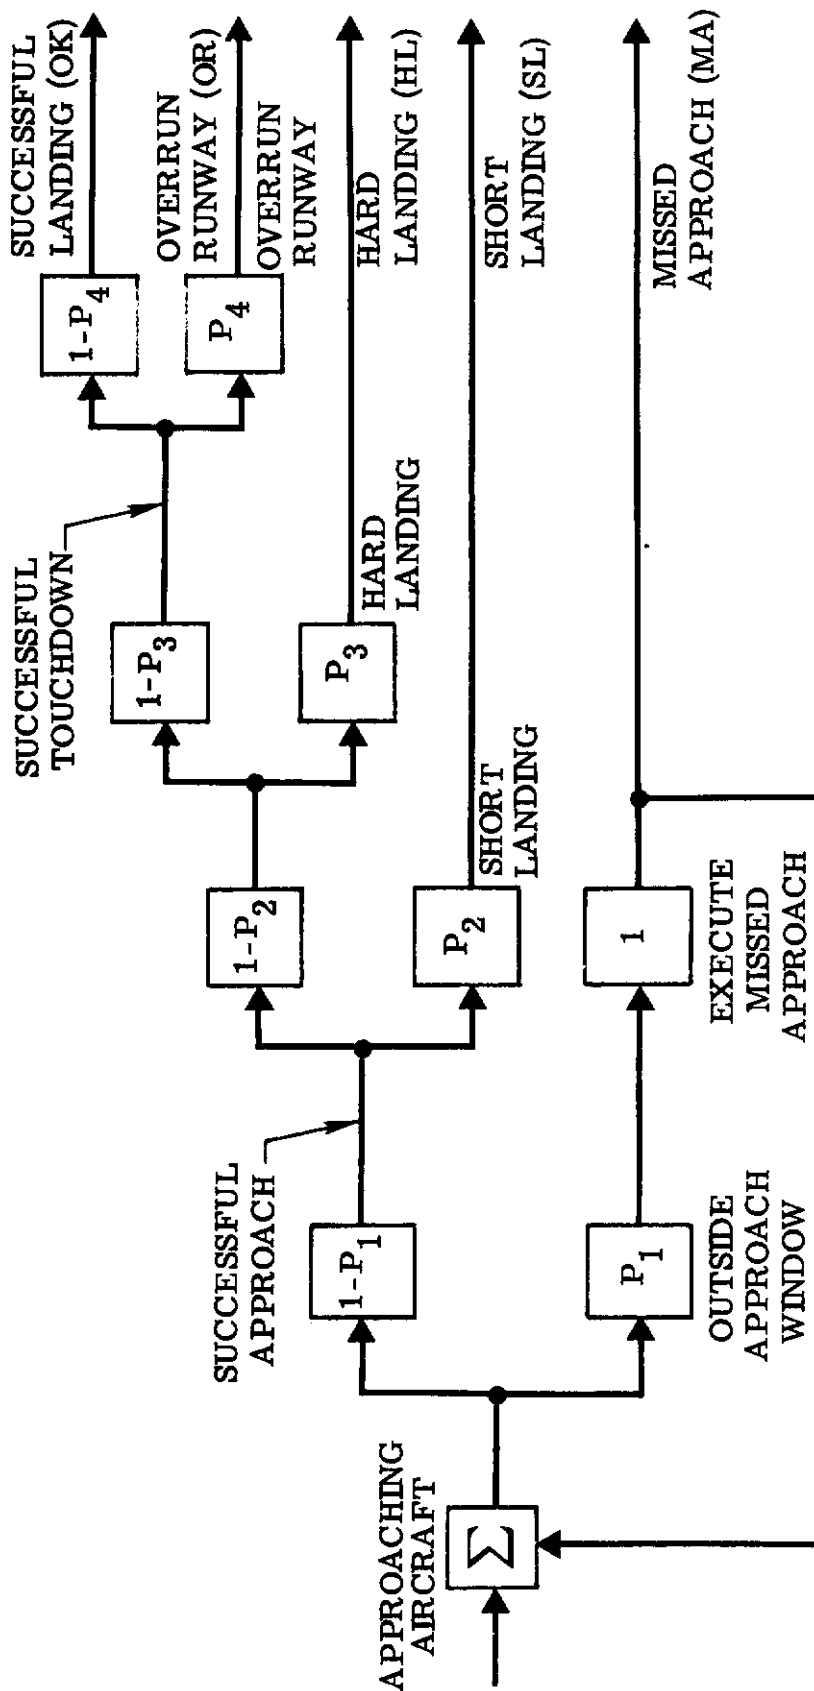 APPROACHING
AIRCRAFT
Σ
SUCCESSFUL
APPROACH
1-P1
P1
OUTSIDE
APPROACH
WINDOW
1-P2
P2
SHORT
LANDING
1
EXECUTE
MISSED
APPROACH
SUCCESSFUL
TOUCHDOWN
1-P3
P3
HARD
LANDING
1-P4
P4
SUCCESSFUL
LANDING (OK)
OVERRUN
RUNWAY (OR)
OVERRUN
RUNWAY
HARD
LANDING (HL)
SHORT
LANDING (SL)
MISSED
APPROACH (MA)